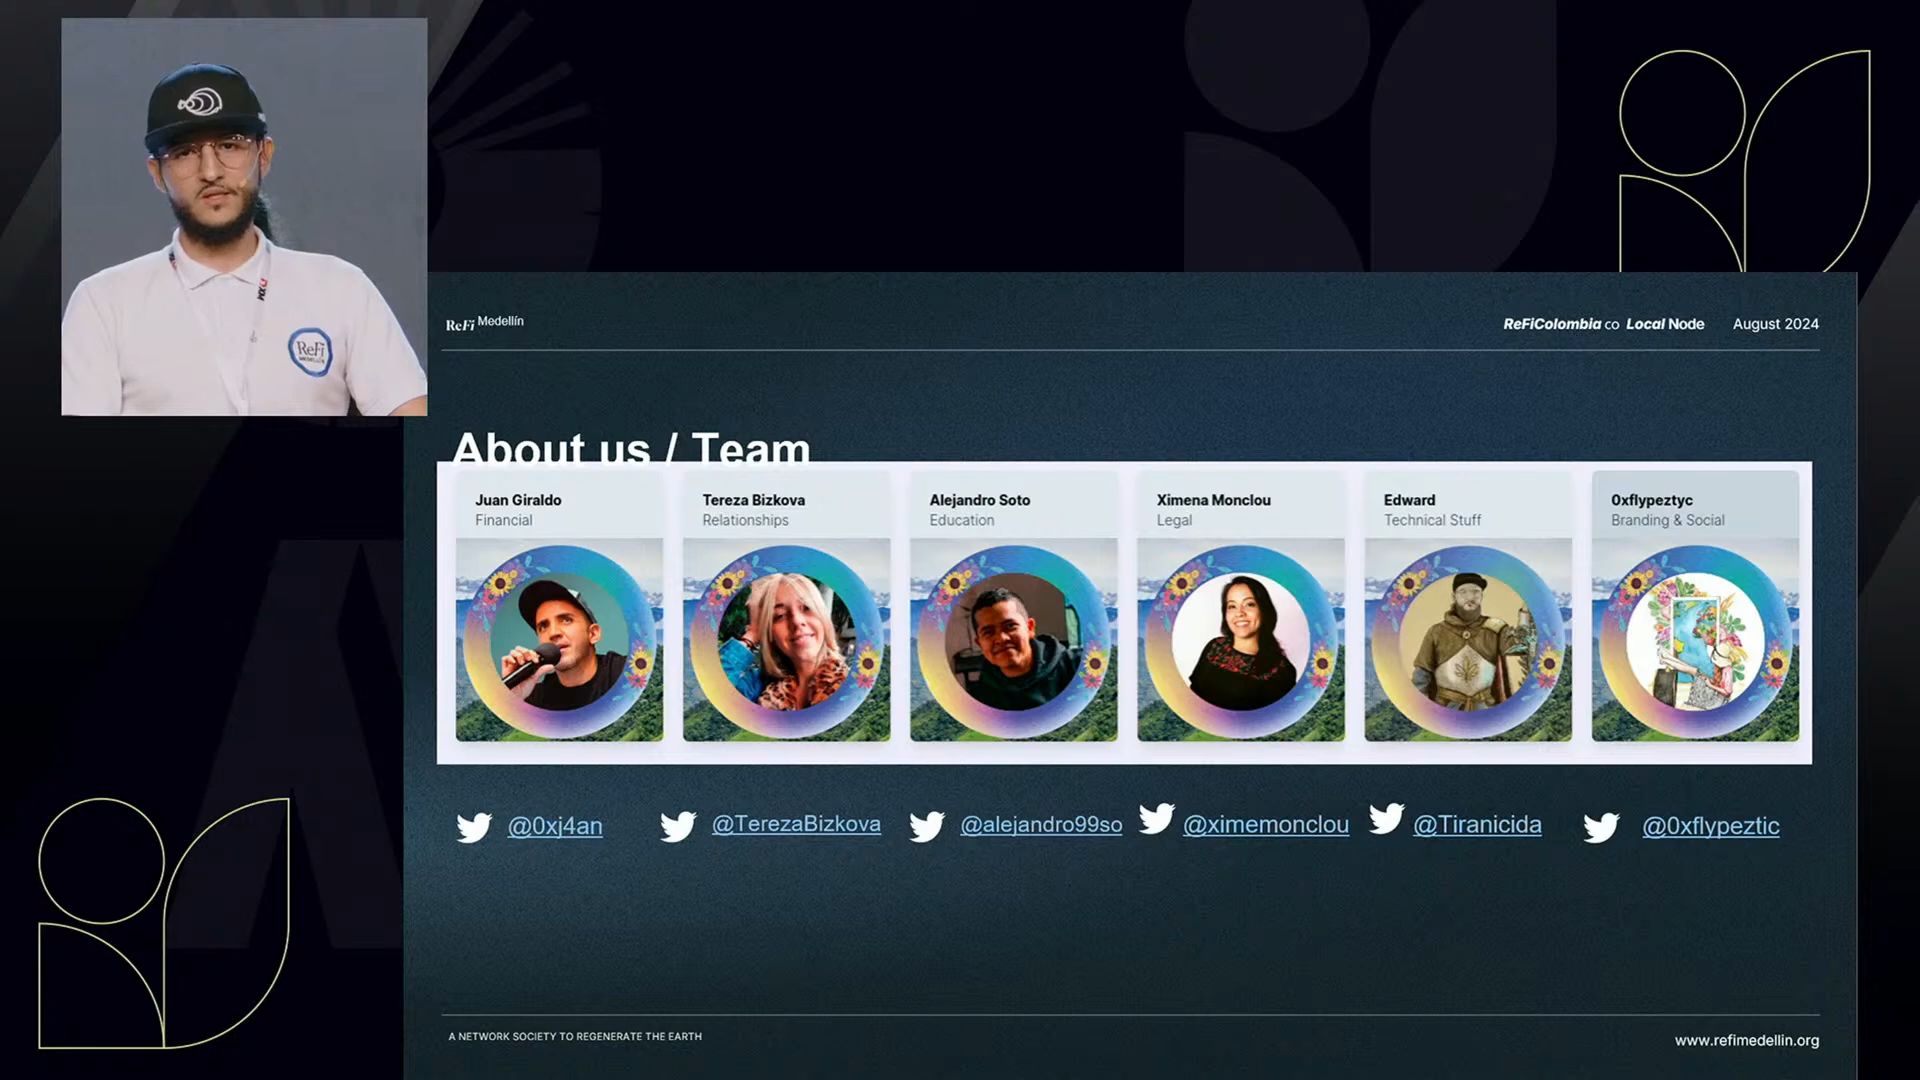 ReFi
MEDELLIN
ReFi Medellín
ReFiColombia co Local Node August 2024
About us / Team
Juan Giraldo
Financial
Tereza Bizkova
Relationships
Alejandro Soto
Education
Ximena Monclou
Legal
Edward
Technical Stuff
0xflypeztyc
Branding & Social
@0xj4an
@TerezaBizkova
@alejandro99so
@ximemonclou
@Tiranicida
@0xflypeztic
A NETWORK SOCIETY TO REGENERATE THE EARTH
www.refimedellin.org